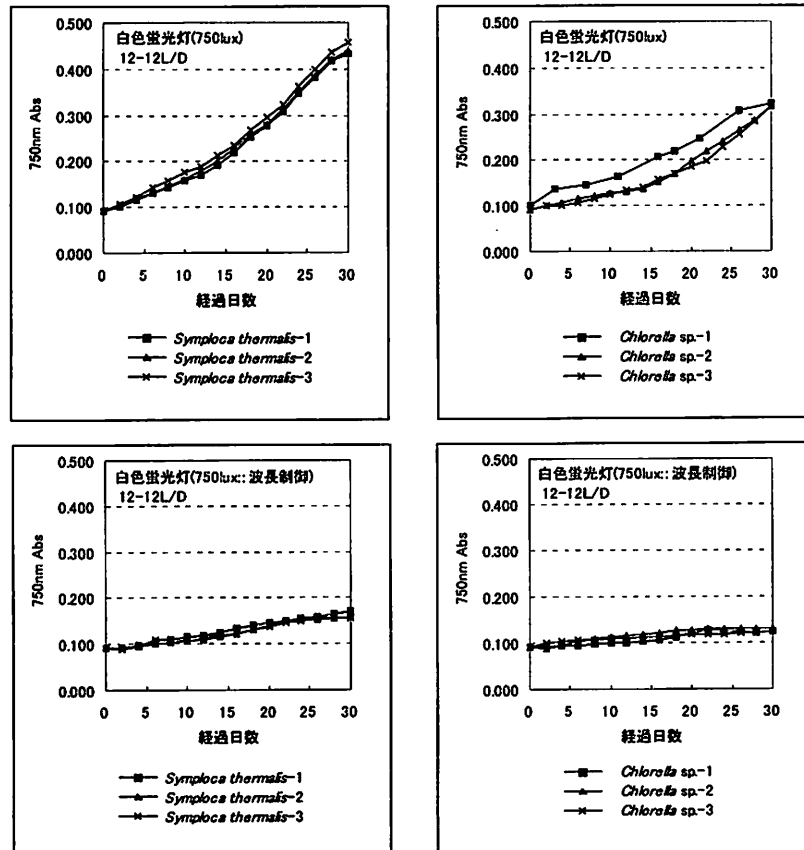 白色蛍光灯(750lux)
12-12L/D
0.500
0.400
0.300
0.200
0.100
0.000
750nm Abs
0 5 10 15 20 25 30
経過日数
Symploca thermalis-1
Symploca thermalis-2
Symploca thermalis-3
白色蛍光灯(750lux)
12-12L/D
0.500
0.400
0.300
0.200
0.100
0.000
750nm Abs
0 5 10 15 20 25 30
経過日数
Chlorella sp.-1
Chlorella sp.-2
Chlorella sp.-3
白色蛍光灯(750lux::波長制御)
12-12L/D
0.500
0.400
0.300
0.200
0.100
0.000
750nm Abs
0 5 10 15 20 25 30
経過日数
Symploca thermalis-1
Symploca thermalis-2
Symploca thermalis-3
白色蛍光灯(750lux::波長制御)
12-12L/D
0.500
0.400
0.300
0.200
0.100
0.000
750nm Abs
0 5 10 15 20 25 30
経過日数
Chlorella sp.-1
Chlorella sp.-2
Chlorella sp.-3